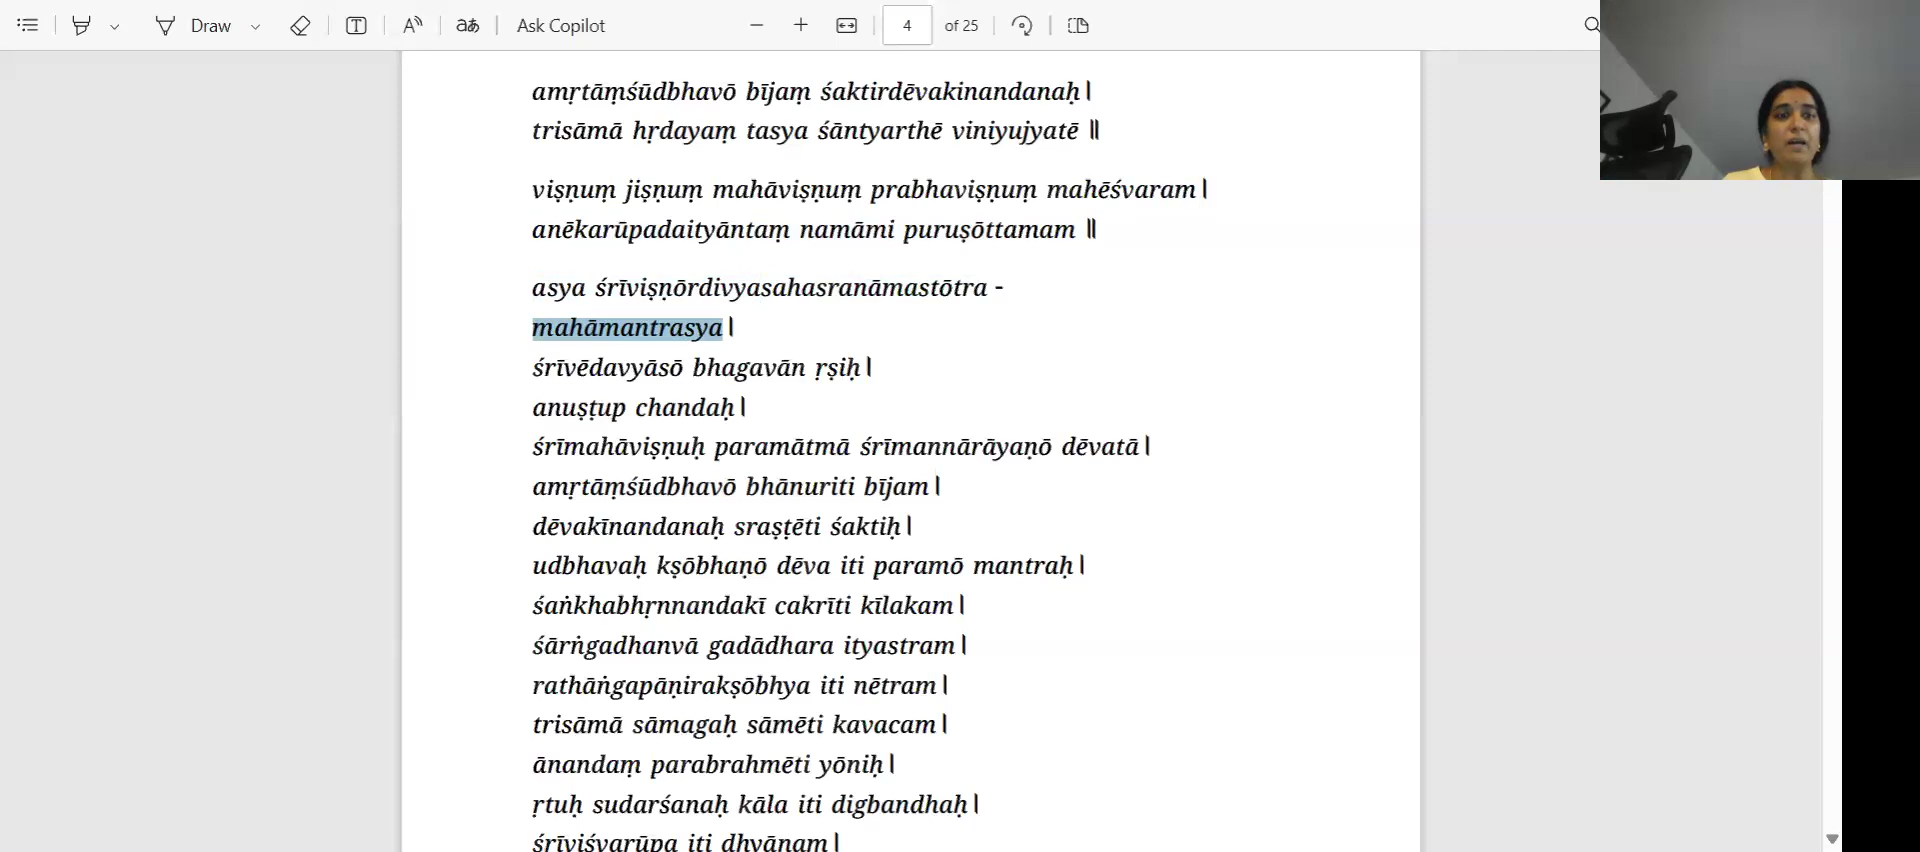 Draw
Ask Copilot
4 of 25
amṛtāṃśūdbhavō bījaṃ śaktirdēvakinandanaḥ।
trisāmā hṛdayaṃ tasya śāntyarthē viniyujyatē॥
viṣṇuṃ jiṣṇuṃ mahāviṣṇuṃ prabhaviṣṇuṃ mahēśvaram।
anēkarūpadaityāntaṃ namāmi puruṣōttamam॥
asya śrīviṣṇōrdivyasahasranāmastōtra -
mahāmantrasya।
śrīvēdavyāsō bhagavān ṛṣiḥ।
anuṣṭup chandaḥ।
śrīmahāviṣṇuḥ paramātmā śrīmannārāyaṇō dēvatā।
amṛtāṃśūdbhavō bhānuriti bījam।
dēvakīnandanaḥ sraṣṭēti śaktiḥ।
udbhavaḥ kṣōbhaṇō dēva iti paramō mantraḥ।
śaṅkhabhṛnnandakī cakrīti kīlakam।
śārṅgadhanvā gadādhara ityastram।
rathāṅgapāṇirakṣōbhya iti nētram।
trisāmā sāmagaḥ sāmēti kavacam।
ānandaṃ parabrahmēti yōniḥ।
ṛtuḥ sudarśanaḥ kāla iti digbandhaḥ।
śrīviśvarūpa iti dhyānam।